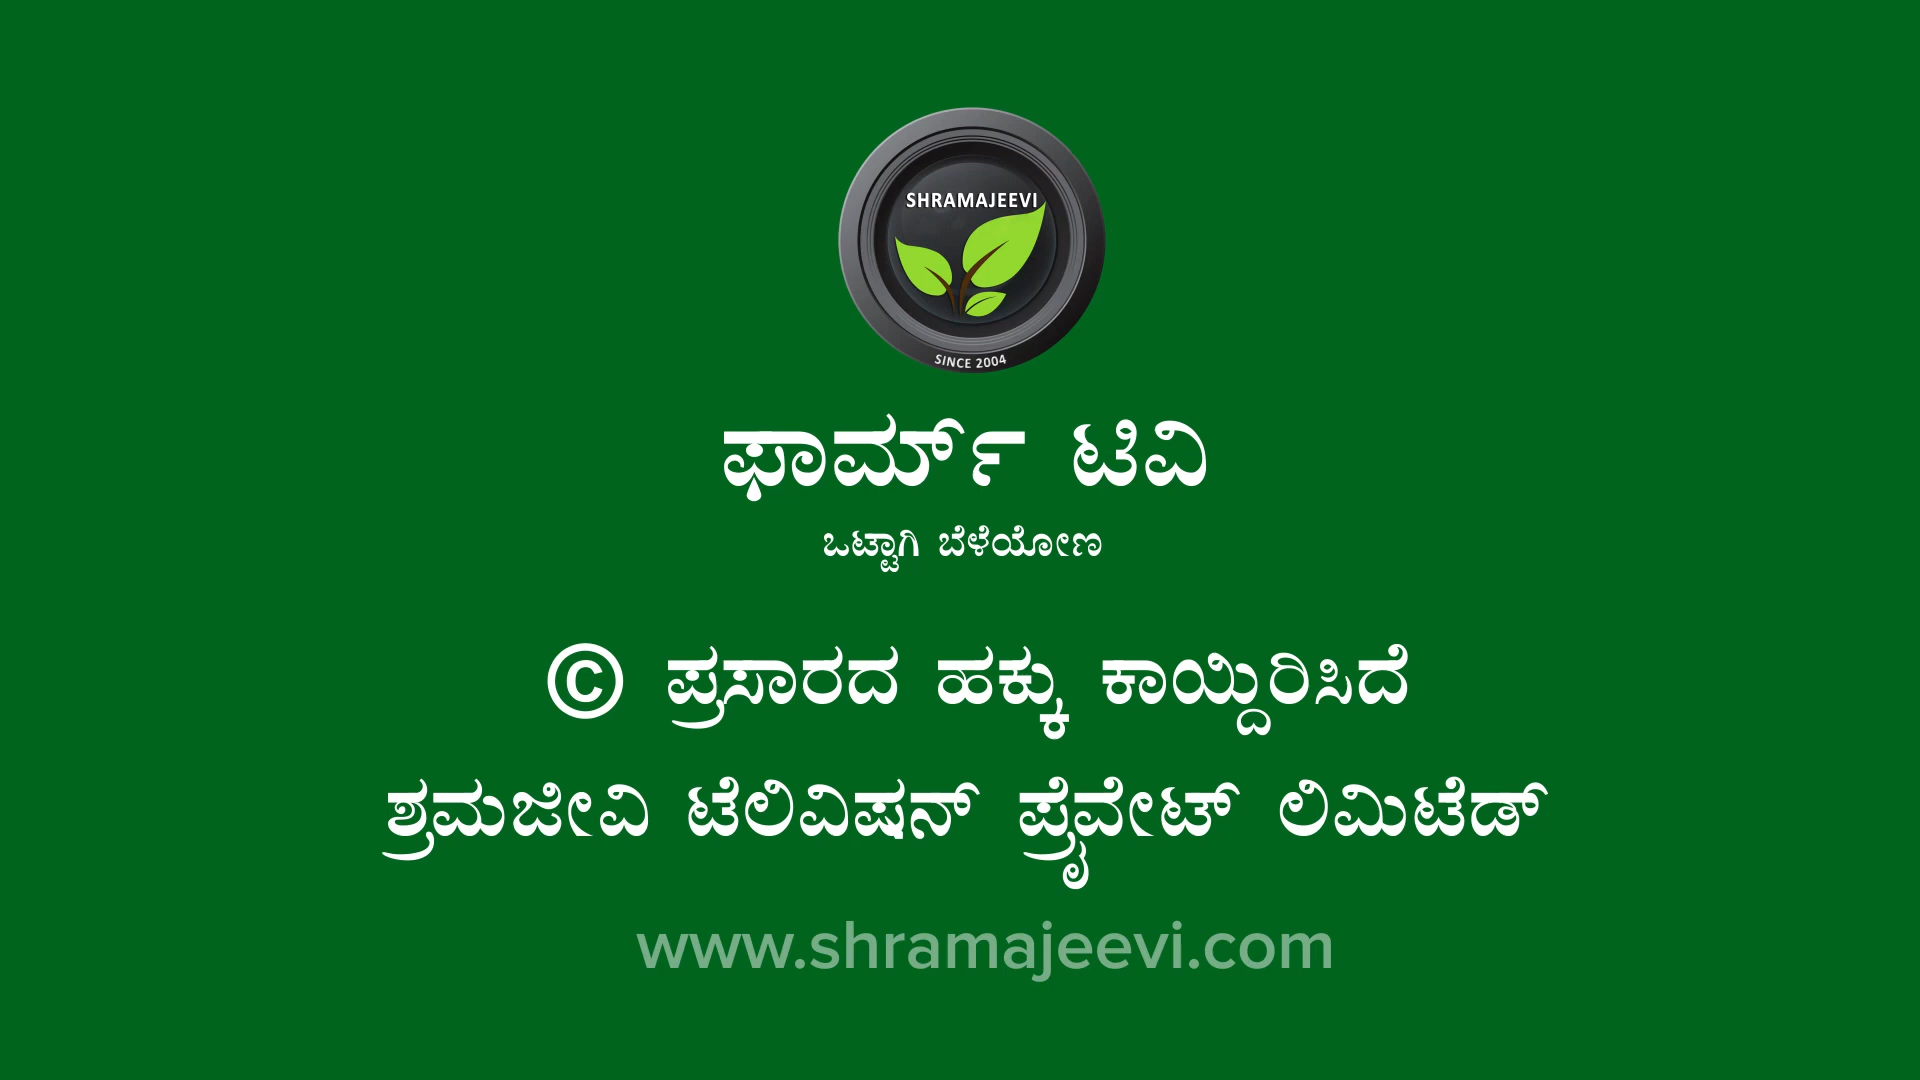 SHRAMAJEEVI
SINCE 2004
ಫಾರ್ಮ್ ಟಿವಿ
ಒಟ್ಟಾಗಿ ಬೆಳೆಯೋಣ
© ಪ್ರಸಾರದ ಹಕ್ಕು ಕಾಯ್ದಿರಿಸಿದೆ
ಶ್ರಮಜೀವಿ ಟೆಲಿವಿಷನ್ ಪ್ರೈವೇಟ್ ಲಿಮಿಟೆಡ್
www.shramajeevi.com